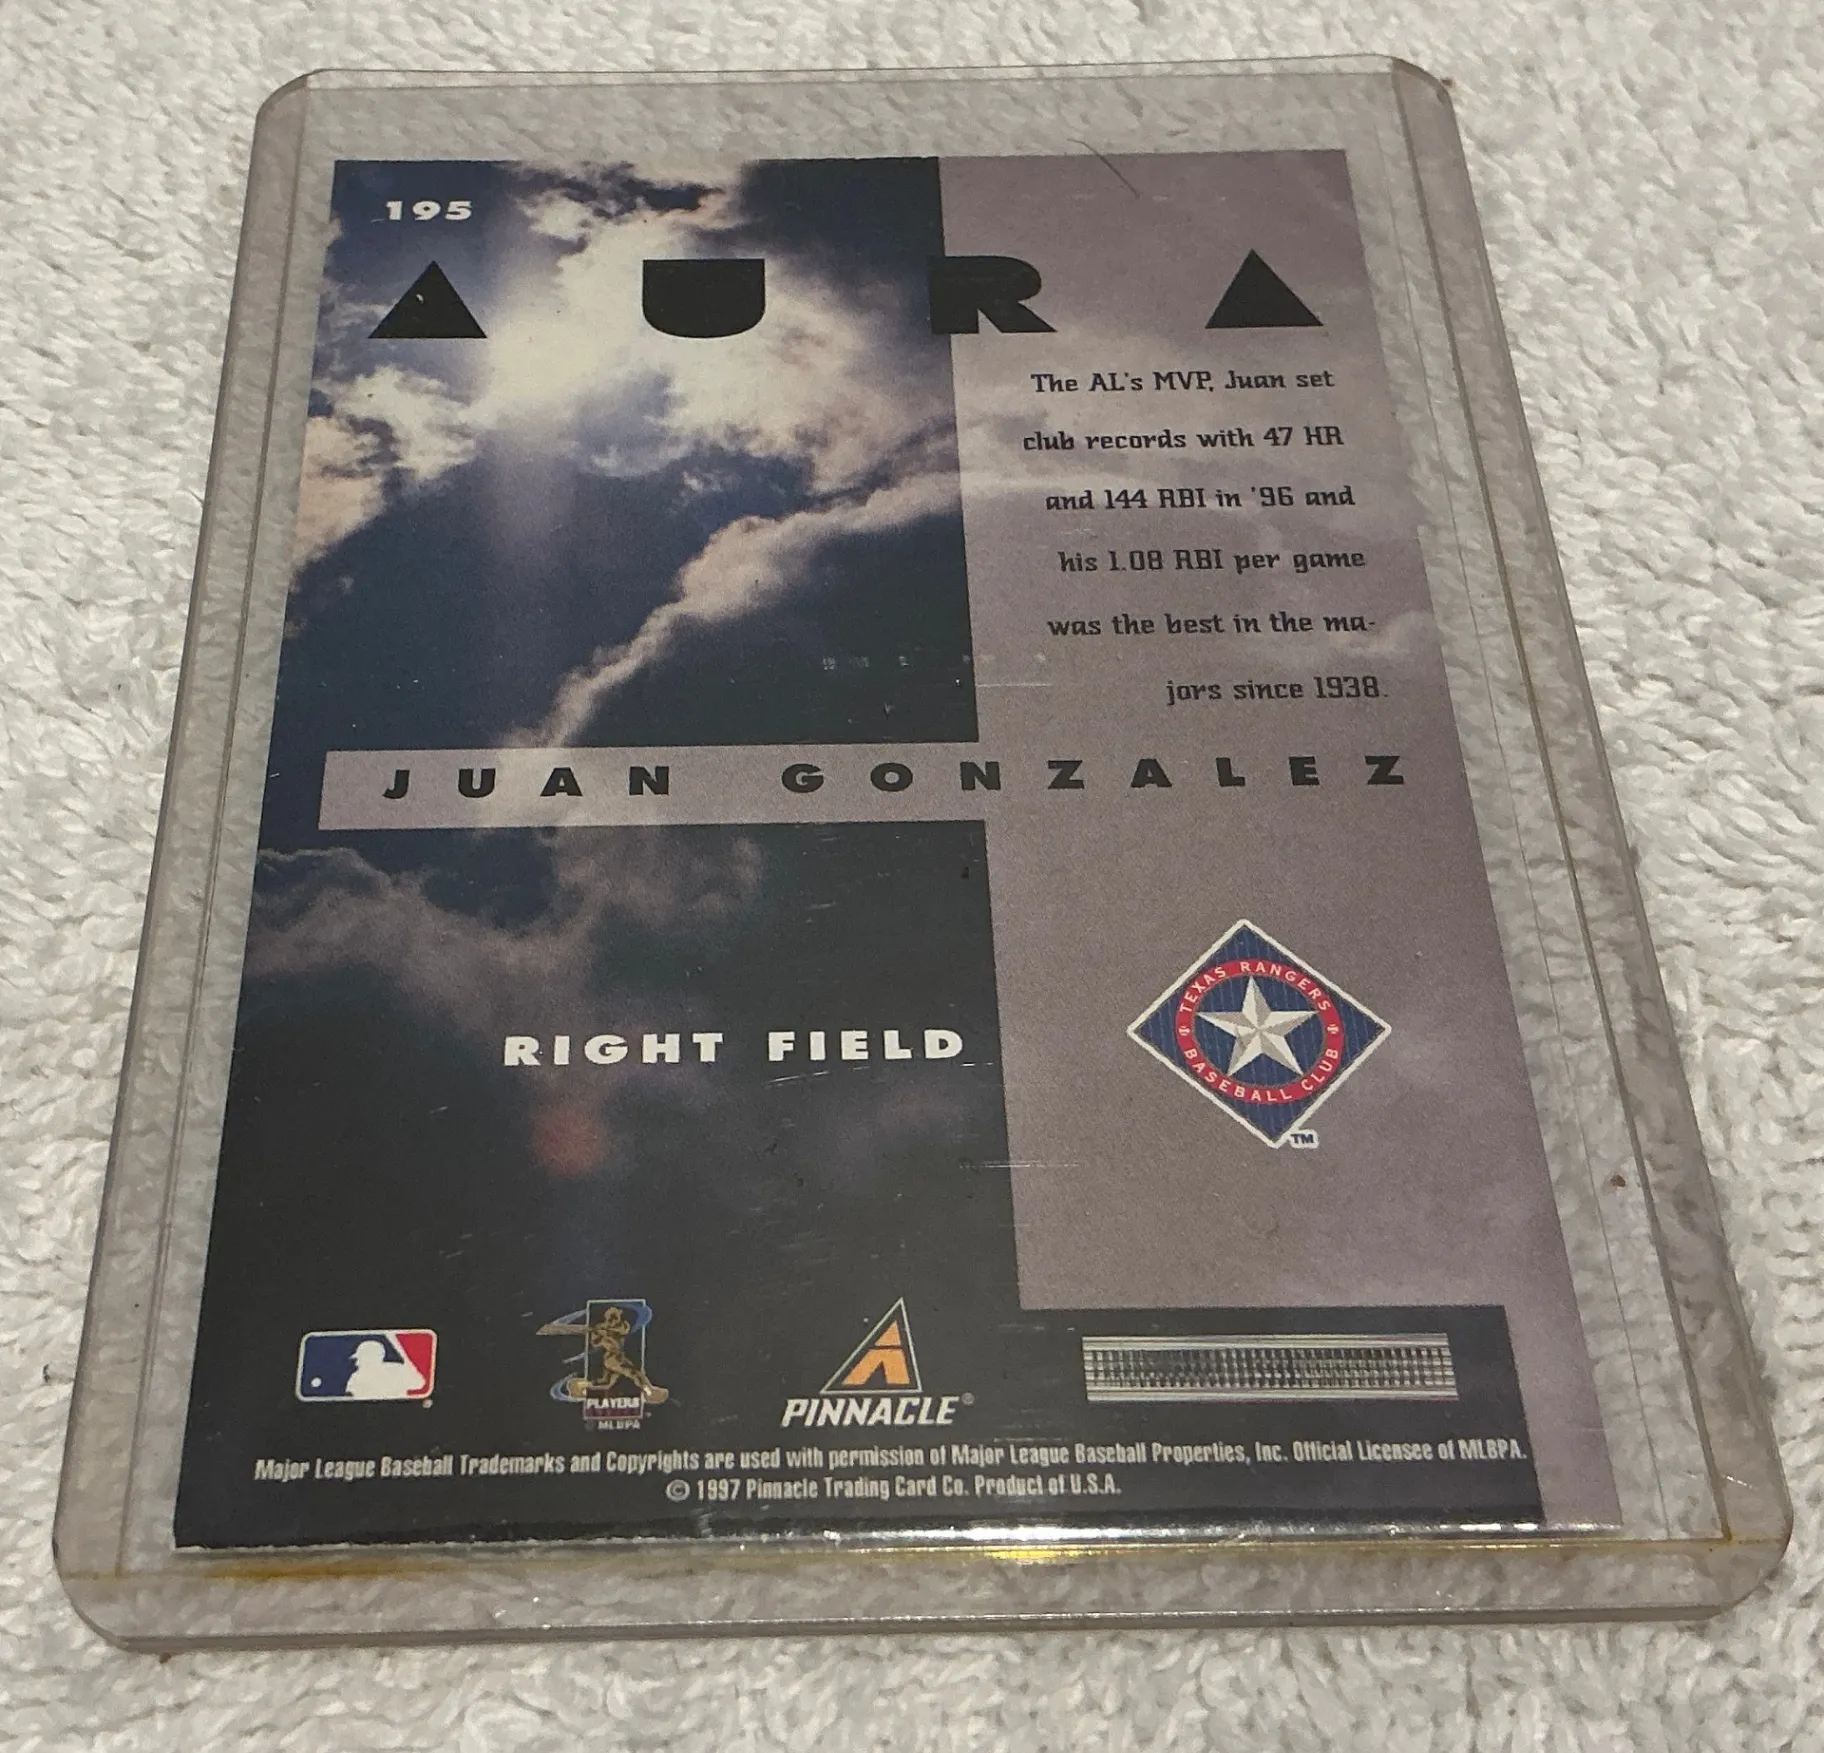 195
AURA
The AL's MVP, Juan set
club records with 47 HR
and 144 RBI in '96 and
his 1.08 RBI per game
was the best in the ma-
jors since 1938.
JUAN GONZALEZ
RIGHT FIELD
TEXAS RANGERS
BASEBALL CLUB
TM
PLAYERS
© MLBPA
PINNACLE®
Major League Baseball Trademarks and Copyrights are used with permission of Major League Baseball Properties, Inc. Official Licensee of MLBPA.
© 1997 Pinnacle Trading Card Co. Product of U.S.A.